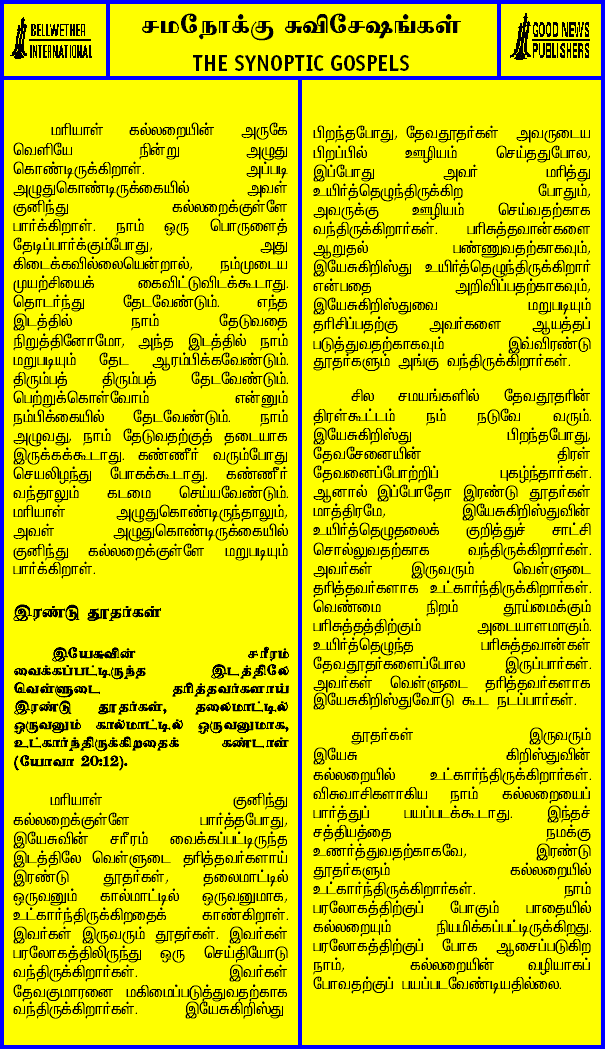 BELLWETHER
INTERNATIONAL
சமநோக்கு சுவிசேஷங்கள்
THE SYNOPTIC GOSPELS
GOOD NEWS
PUBLISHERS
மரியாள் கல்லறையின் அருகே
வெளியே நின்று அழுது
கொண்டிருக்கிறாள். அப்படி
அழுதுகொண்டிருக்கையில் அவள்
குனிந்து கல்லறைக்குள்ளே
பார்க்கிறாள். நாம் ஒரு பொருளைத்
தேடிப்பார்க்கும்போது, அது
கிடைக்கவில்லையென்றால், நம்முடைய
முயற்சியைக் கைவிட்டுவிடக்கூடாது.
தொடர்ந்து தேடவேண்டும். எந்த
இடத்தில் நாம் தேடுவதை
நிறுத்தினோமோ, அந்த இடத்தில் நாம்
மறுபடியும் தேட ஆரம்பிக்கவேண்டும்.
திரும்பத் திரும்பத் தேடவேண்டும்.
பெற்றுக்கொள்வோம் என்னும்
நம்பிக்கையில் தேடவேண்டும். நாம்
அழுவது, நாம் தேடுவதற்குத் தடையாக
இருக்கக்கூடாது. கண்ணீர் வரும்போது
செயலிழந்து போகக்கூடாது. கண்ணீர்
வந்தாலும் கடமை செய்யவேண்டும்.
மரியாள் அழுதுகொண்டிருந்தாலும்,
அவள் அழுதுகொண்டிருக்கையில்
குனிந்து கல்லறைக்குள்ளே மறுபடியும்
பார்க்கிறாள்.
இரண்டு தூதர்கள்
இயேசுவின் சரீரம்
வைக்கப்பட்டிருந்த இடத்திலே
வெள்ளுடை தரித்தவர்களாய்
இரண்டு தூதர்கள், தலைமாட்டில்
ஒருவனும் கால்மாட்டில் ஒருவனுமாக,
உட்கார்ந்திருக்கிறதைக் கண்டாள்
(யோவா 20:12).
மரியாள் குனிந்து
கல்லறைக்குள்ளே பார்த்தபோது,
இயேசுவின் சரீரம் வைக்கப்பட்டிருந்த
இடத்திலே வெள்ளுடை தரித்தவர்களாய்
இரண்டு தூதர்கள், தலைமாட்டில்
ஒருவனும் கால்மாட்டில் ஒருவனுமாக,
உட்கார்ந்திருக்கிறதைக் காண்கிறாள்.
இவர்கள் இருவரும் தூதர்கள். இவர்கள்
பரலோகத்திலிருந்து ஒரு செய்தியோடு
வந்திருக்கிறார்கள். இவர்கள்
தேவகுமாரனை மகிமைப்படுத்துவதற்காக
வந்திருக்கிறார்கள். இயேசுகிறிஸ்து
பிறந்தபோது, தேவதூதர்கள் அவருடைய
பிறப்பில் ஊழியம் செய்ததுபோல,
இப்போது அவர் மரித்து
உயிர்த்தெழுந்திருக்கிற போதும்,
அவருக்கு ஊழியம் செய்வதற்காக
வந்திருக்கிறார்கள். பரிசுத்தவான்களை
ஆறுதல் பண்ணுவதற்காகவும்,
இயேசுகிறிஸ்து உயிர்த்தெழுந்திருக்கிறார்
என்பதை அறிவிப்பதற்காகவும்,
இயேசுகிறிஸ்துவை மறுபடியும்
தரிசிப்பதற்கு அவர்களை ஆயத்தப்
படுத்துவதற்காகவும் இவ்விரண்டு
தூதர்களும் அங்கு வந்திருக்கிறார்கள்.
சில சமயங்களில் தேவதூதரின்
திரள்கூட்டம் நம் நடுவே வரும்.
இயேசுகிறிஸ்து பிறந்தபோது,
தேவசேனையின் திரள்
தேவனைப்போற்றிப் புகழ்ந்தார்கள்.
ஆனால் இப்போதோ இரண்டு தூதர்கள்
மாத்திரமே, இயேசுகிறிஸ்துவின்
உயிர்த்தெழுதலைக் குறித்துச் சாட்சி
சொல்லுவதற்காக வந்திருக்கிறார்கள்.
அவர்கள் இருவரும் வெள்ளுடை
தரித்தவர்களாக உட்கார்ந்திருக்கிறார்கள்.
வெண்மை நிறம் தூய்மைக்கும்
பரிசுத்தத்திற்கும் அடையாளமாகும்.
உயிர்த்தெழுந்த பரிசுத்தவான்கள்
தேவதூதர்களைப்போல இருப்பார்கள்.
அவர்கள் வெள்ளுடை தரித்தவர்களாக
இயேசுகிறிஸ்துவோடு கூட நடப்பார்கள்.
தூதர்கள் இருவரும்
இயேசு கிறிஸ்துவின்
கல்லறையில் உட்கார்ந்திருக்கிறார்கள்.
விசுவாசிகளாகிய நாம் கல்லறையைப்
பார்த்துப் பயப்படக்கூடாது. இந்தச்
சத்தியத்தை நமக்கு
உணர்த்துவதற்காகவே, இரண்டு
தூதர்களும் கல்லறையில்
உட்கார்ந்திருக்கிறார்கள். நாம்
பரலோகத்திற்குப் போகும் பாதையில்
கல்லறையும் நியமிக்கப்பட்டிருக்கிறது.
பரலோகத்திற்குப் போக ஆசைப்படுகிற
நாம், கல்லறையின் வழியாகப்
போவதற்குப் பயப்படவேண்டியதில்லை.